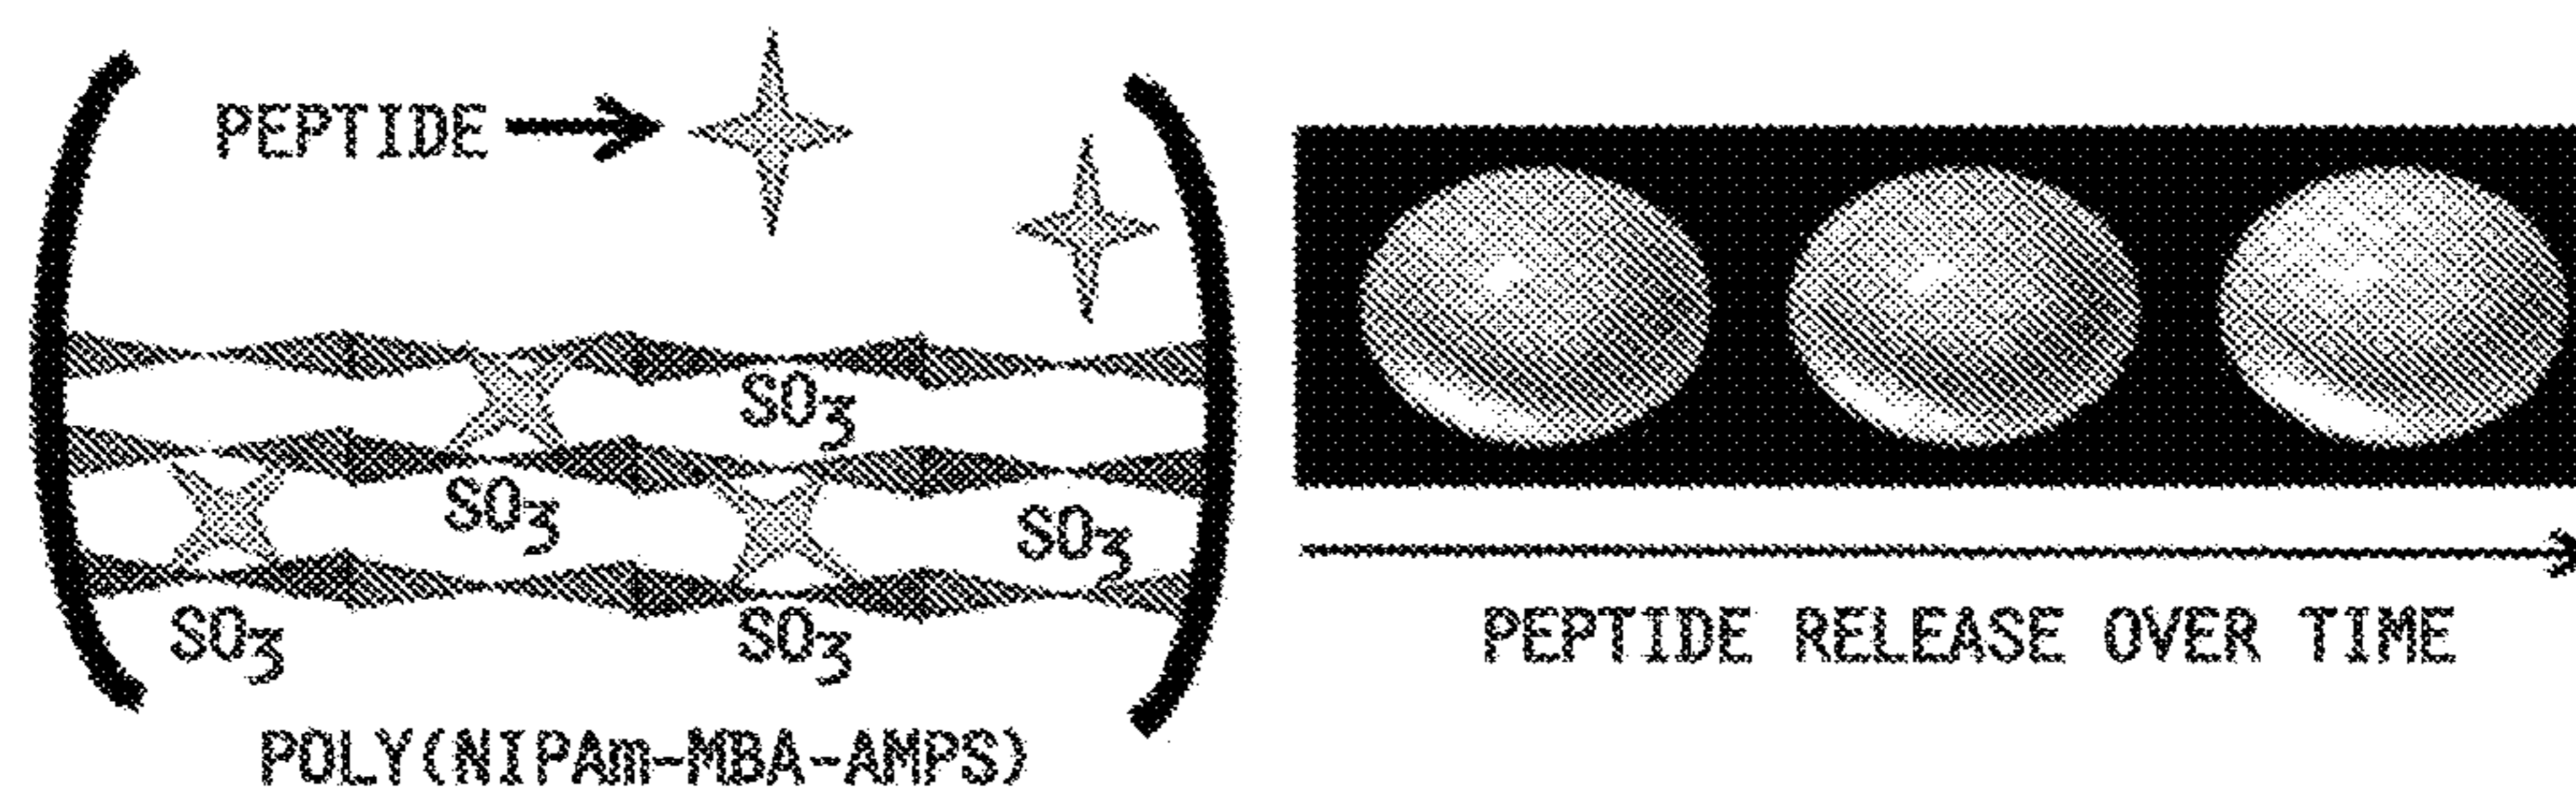 PEPTIDE
SO3
SO3
SO3
SO3
SO3
POLY(NIPAm-MBA-AMPS)
PEPTIDE RELEASE OVER TIME